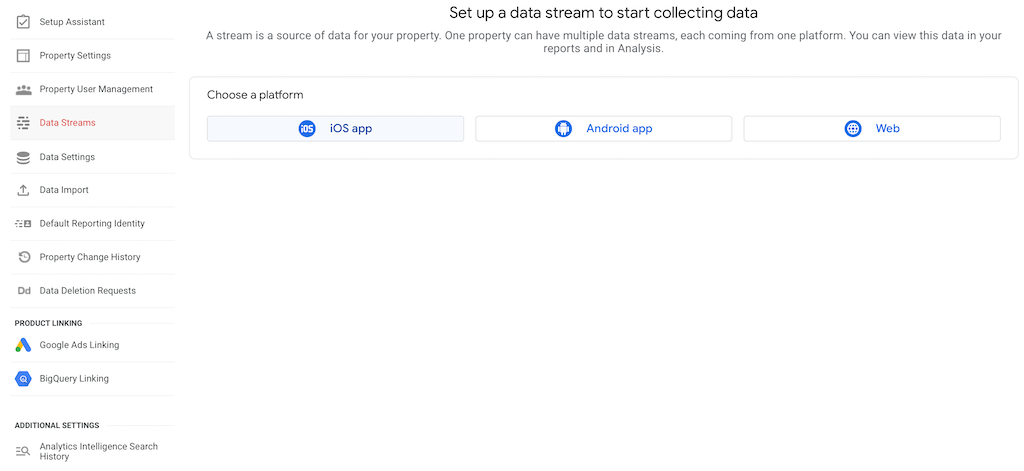 Setup Assistant
Property Settings
Property User Management
Data Streams
Data Settings
Data Import
Default Reporting Identity
Property Change History
Dd Data Deletion Requests
PRODUCT LINKING
Google Ads Linking
BigQuery Linking
ADDITIONAL SETTINGS
Analytics Intelligence Search
History
Set up a data stream to start collecting data
A stream is a source of data for your property. One property can have multiple data streams, each coming from one platform. You can view this data in your
reports and in Analysis.
Choose a platform
iOS iOS app
Android app
Web